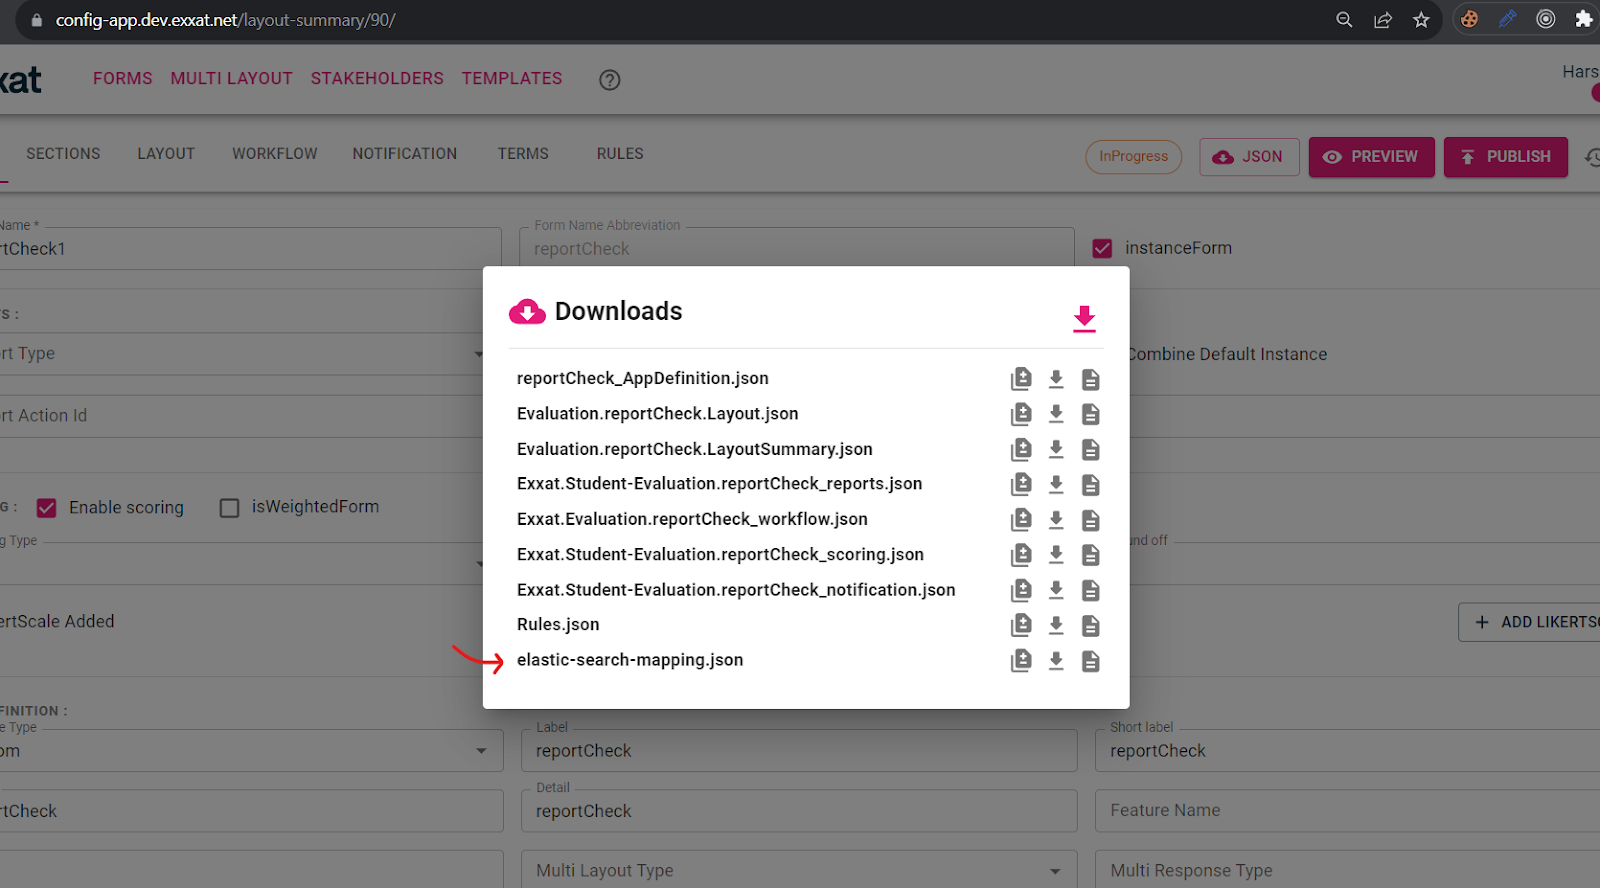 config-app.dev.exxat.net/layout-summary/90/
xat
FORMS MULTI LAYOUT STAKEHOLDERS TEMPLATES ?
Hars
SECTIONS LAYOUT WORKFLOW NOTIFICATION TERMS RULES
InProgress JSON PREVIEW PUBLISH
Name *
rtCheck1
Form Name Abbreviation
reportCheck
instanceForm
Downloads
reportCheck_AppDefinition.json
Evaluation.reportCheck.Layout.json
Evaluation.reportCheck.LayoutSummary.json
Exxat.Student-Evaluation.reportCheck_reports.json
Exxat.Evaluation.reportCheck_workflow.json
Exxat.Student-Evaluation.reportCheck_scoring.json
Exxat.Student-Evaluation.reportCheck_notification.json
Rules.json
elastic-search-mapping.json
TS :
rt Type
Combine Default Instance
rt Action Id
G : Enable scoring isWeightedForm
g Type
und off
ertScale Added
+ ADD LIKERTSC
FINITION :
e Type
om
Label
reportCheck
Short label
reportCheck
rtCheck
Detail
reportCheck
Feature Name
Multi Layout Type
Multi Response Type